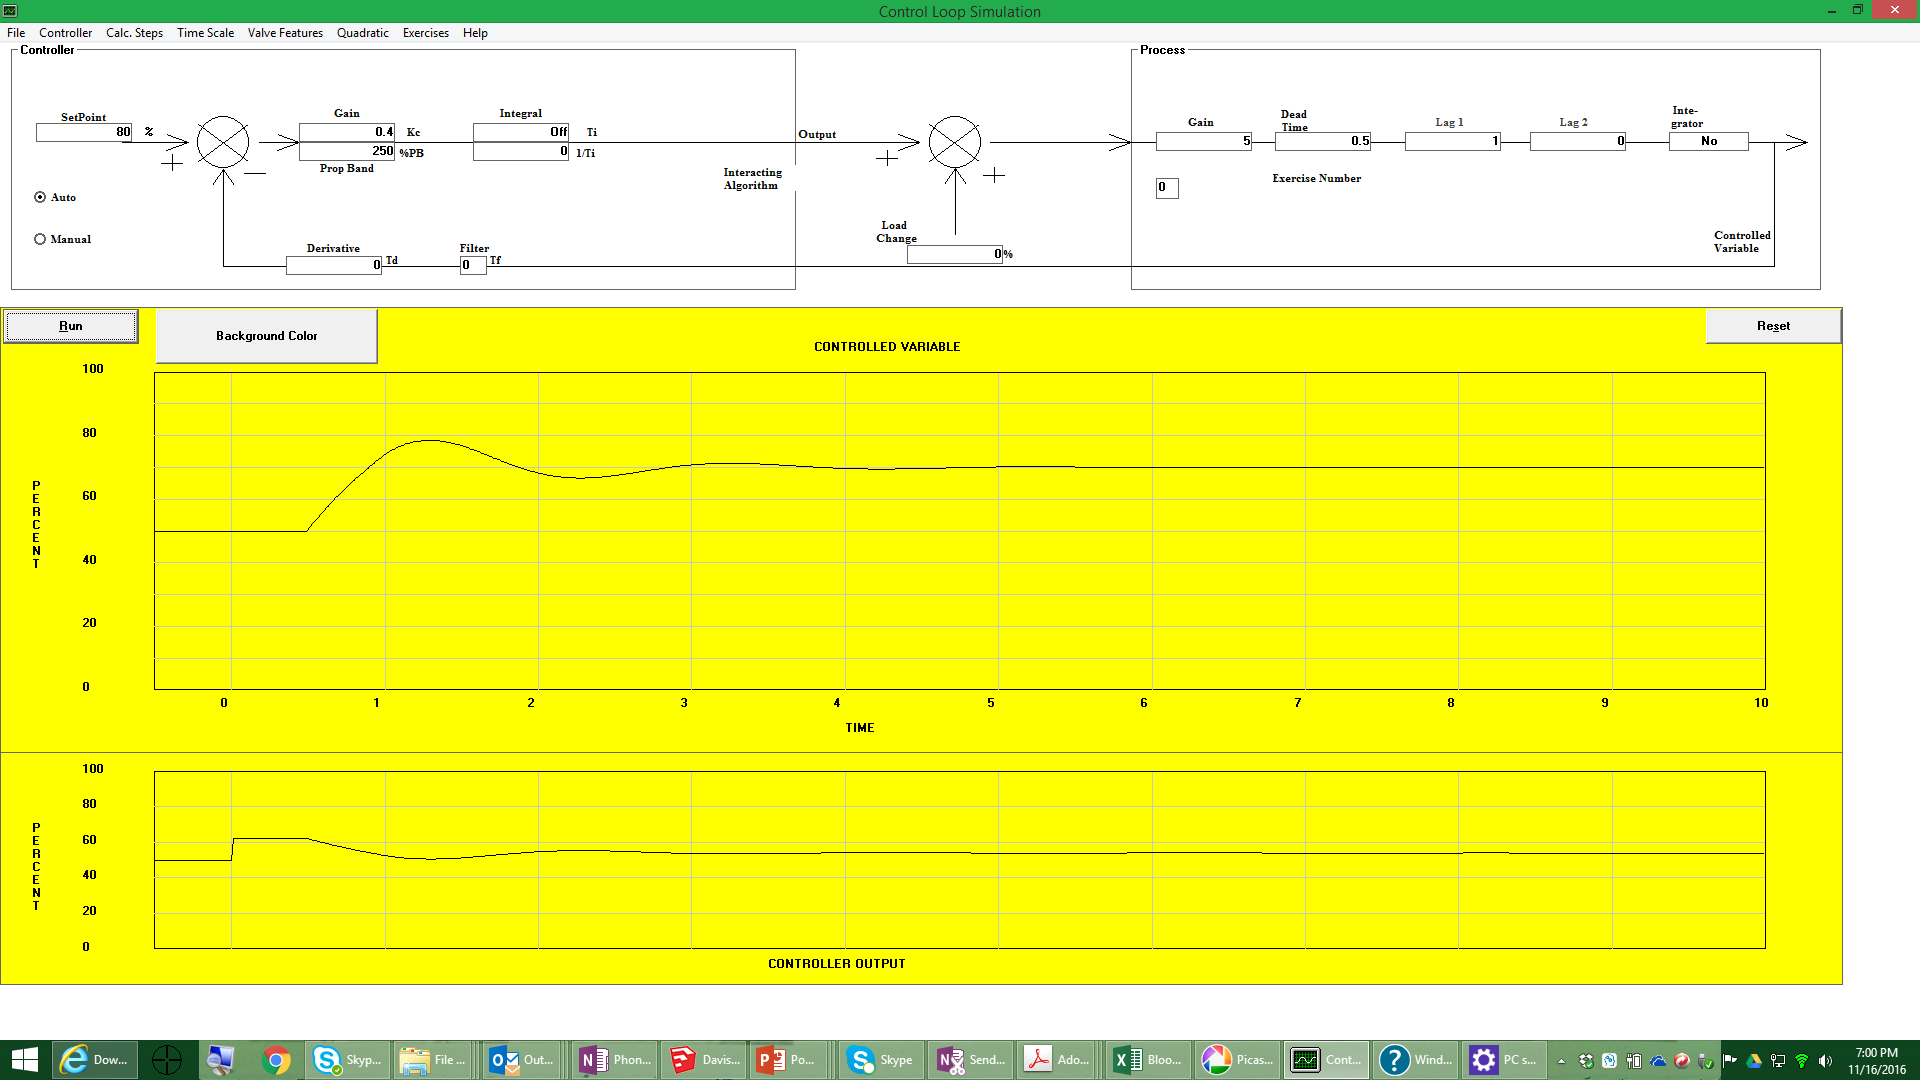 Control Loop Simulation
File Controller Calc. Steps Time Scale Valve Features Quadratic Exercises Help
Controller
Process
SetPoint
80 %
Gain
0.4 Kc
250 %PB
Prop Band
Integral
Off Ti
0 1/Ti
Output
Interacting
Algorithm
Auto
Manual
Derivative
0 Td
Filter
0 Tf
Load
Change
0 %
Gain
5
Dead
Time
0.5
Lag 1
1
Lag 2
0
Inte-
grator
No
0
Exercise Number
Controlled
Variable
Run
Background Color
Reset
CONTROLLED VARIABLE
PERCENT
100
80
60
40
20
0
0 1 2 3 4 5 6 7 8 9 10
TIME
PERCENT
100
80
60
40
20
0
CONTROLLER OUTPUT
Dow...
Skyp...
File ...
Out...
Phon...
Davis...
Po...
Skype
Send...
Ado...
Bloo...
Picas...
Cont...
Wind...
PC s...
7:00 PM
11/16/2016